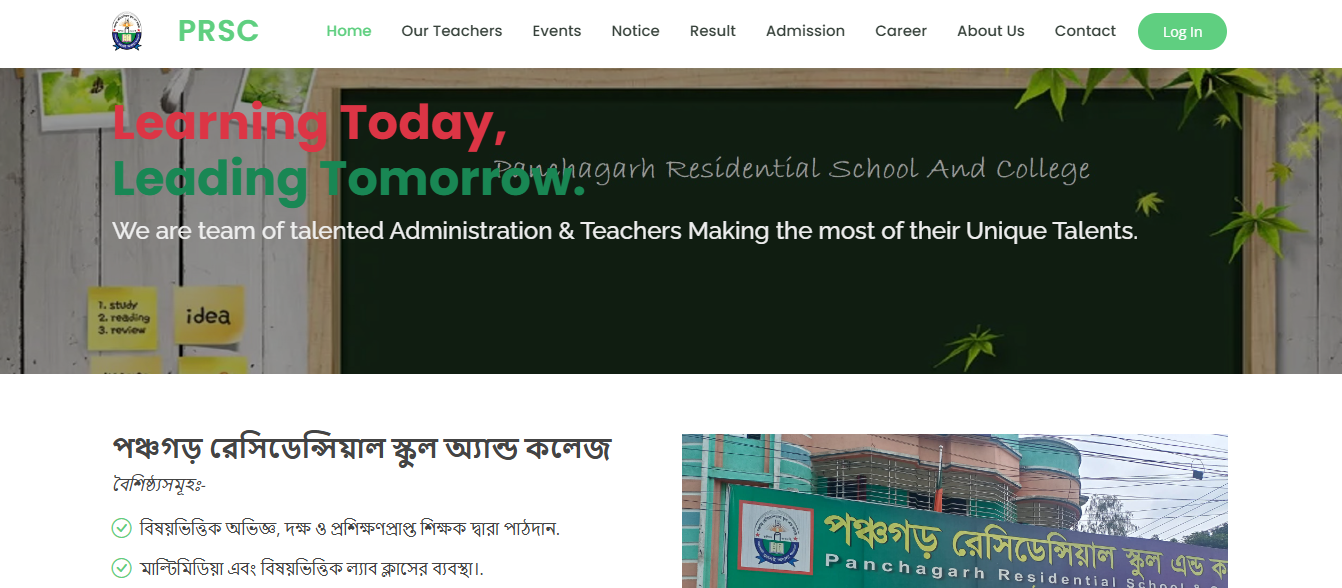 PRSC
Home Our Teachers Events Notice Result Admission Career About Us Contact Log In
Learning Today,
Panchagarh Residential School And College
Leading Tomorrow.
We are team of talented Administration & Teachers Making the most of their Unique Talents.
1. study
2. reading
3. review
idea
পঞ্চগড় রেসিডেন্সিয়াল স্কুল অ্যান্ড কলেজ
বৈশিষ্ঠ্যসমূহঃ-
বিষয়ভিত্তিক অভিজ্ঞ, দক্ষ ও প্রশিক্ষণপ্রাপ্ত শিক্ষক দ্বারা পাঠদান.
মাল্টিমিডিয়া এবং বিষয়ভিত্তিক ল্যাব ক্লাসের ব্যবস্থা।.
পঞ্চগড় রেসিডেন্সিয়াল স্কুল এন্ড ক
Panchagarh Residential School &